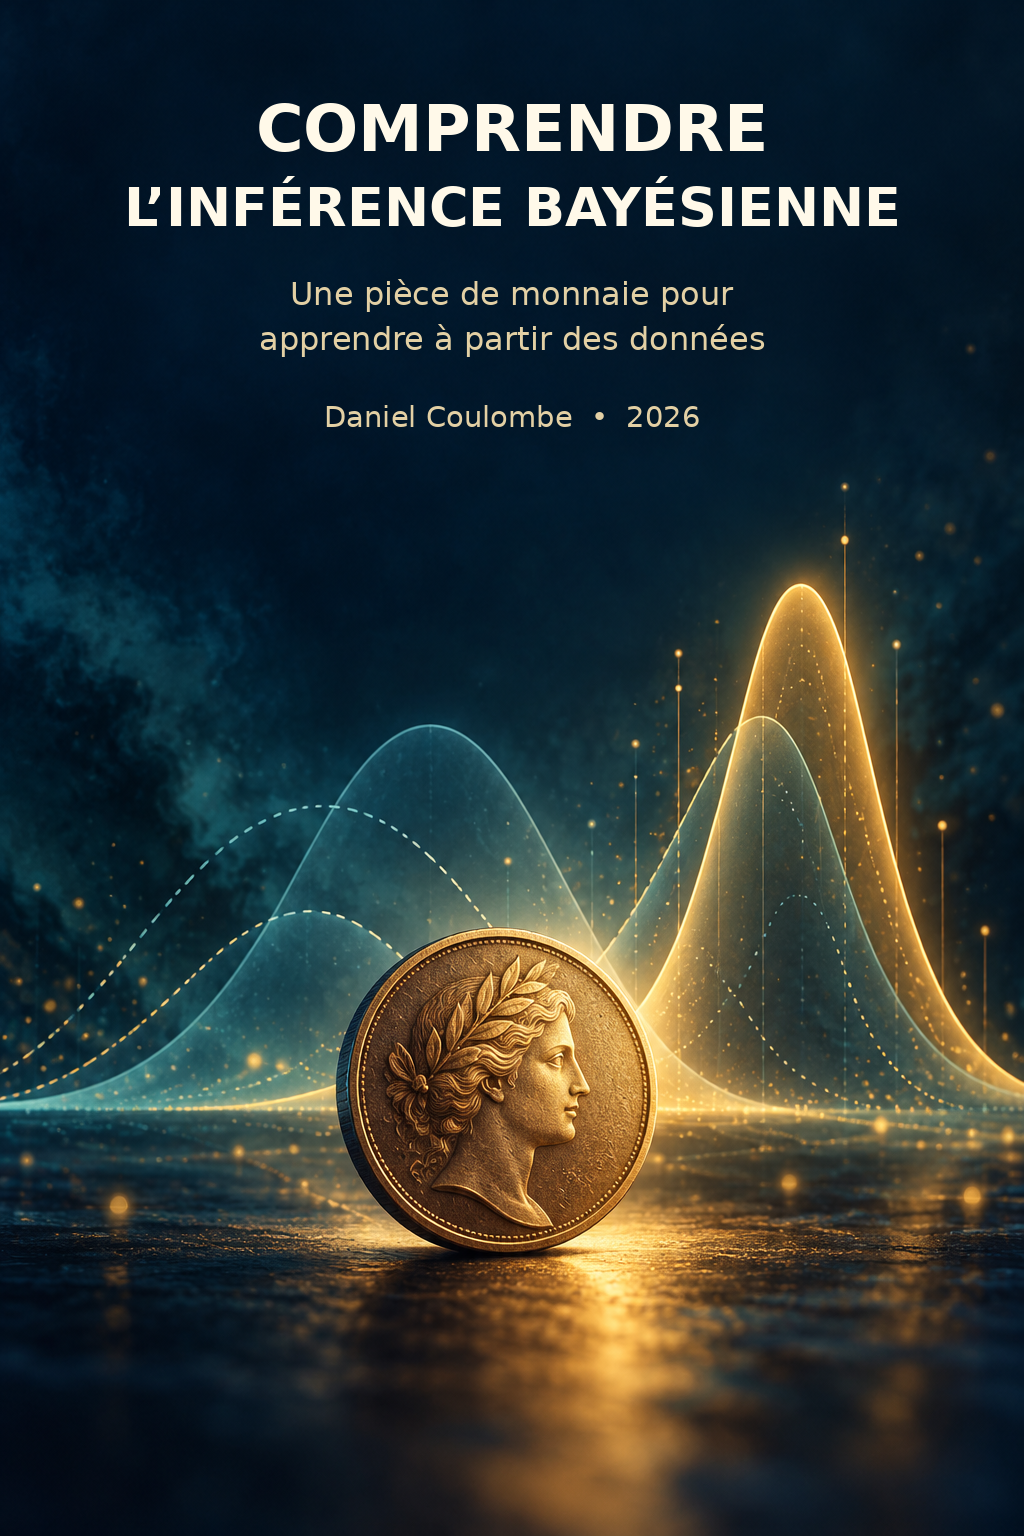 COMPRENDRE
L’INFÉRENCE BAYÉSIENNE
Une pièce de monnaie pour
apprendre à partir des données
Daniel Coulombe • 2026